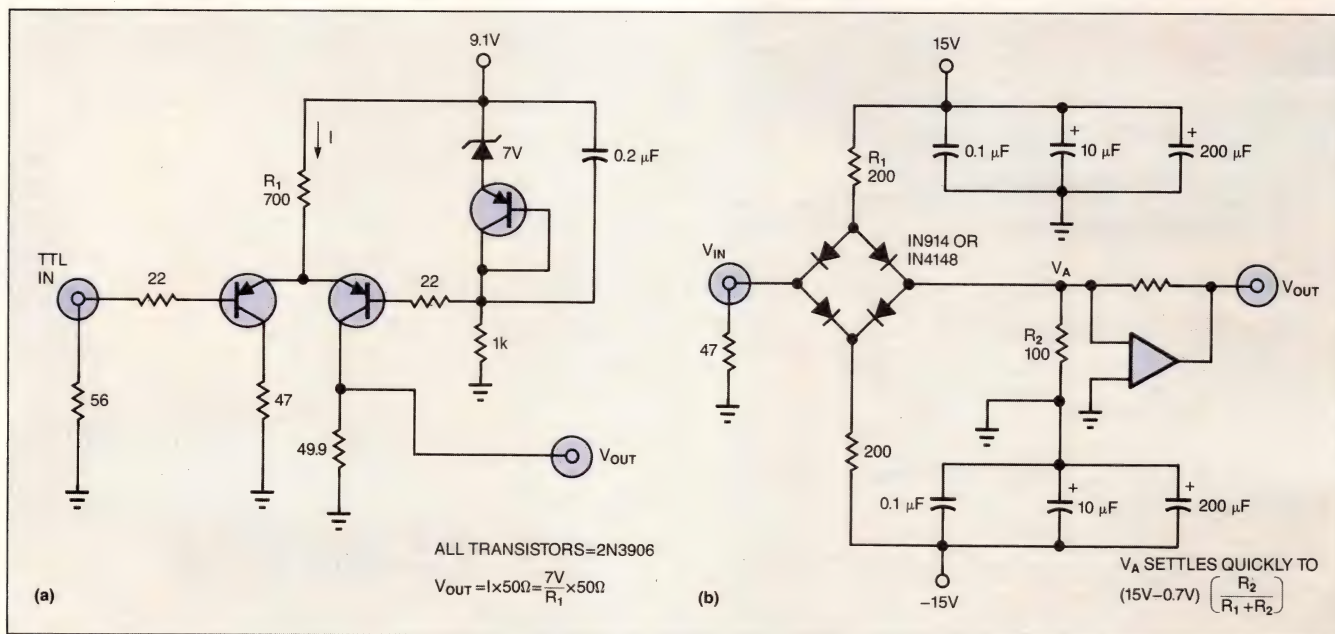 9.1V
I
R1
700
7V
0.2 µF
TTL
IN
22
22
56
47
1k
49.9
VOUT
ALL TRANSISTORS=2N3906
VOUT=I×50Ω=7V/R1×50Ω
(a)
15V
R1
200
0.1 µF
+
10 µF
+
200 µF
VIN
IN914 OR
IN4148
VA
VOUT
47
R2
100
200
0.1 µF
+
10 µF
+
200 µF
–15V
VA SETTLES QUICKLY TO
(15V–0.7V) [R2/R1+R2]
(b)